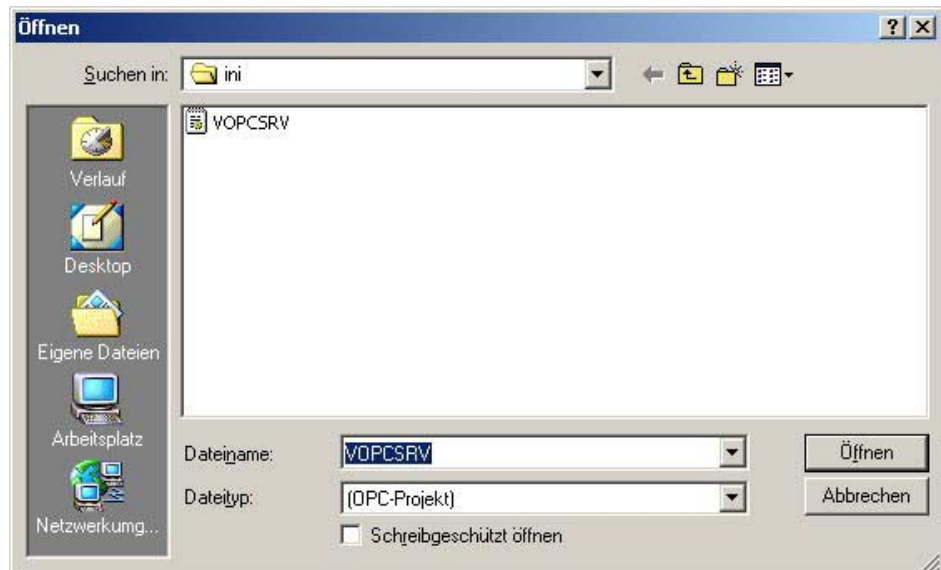 Öffnen
Suchen in:
ini
VOPCSRV
Verlauf
Desktop
Eigene Dateien
Arbeitsplatz
Netzwerkumg...
Dateiname:
VOPCSRV
Öffnen
Dateityp:
(OPC-Projekt)
Abbrechen
Schreibgeschützt öffnen